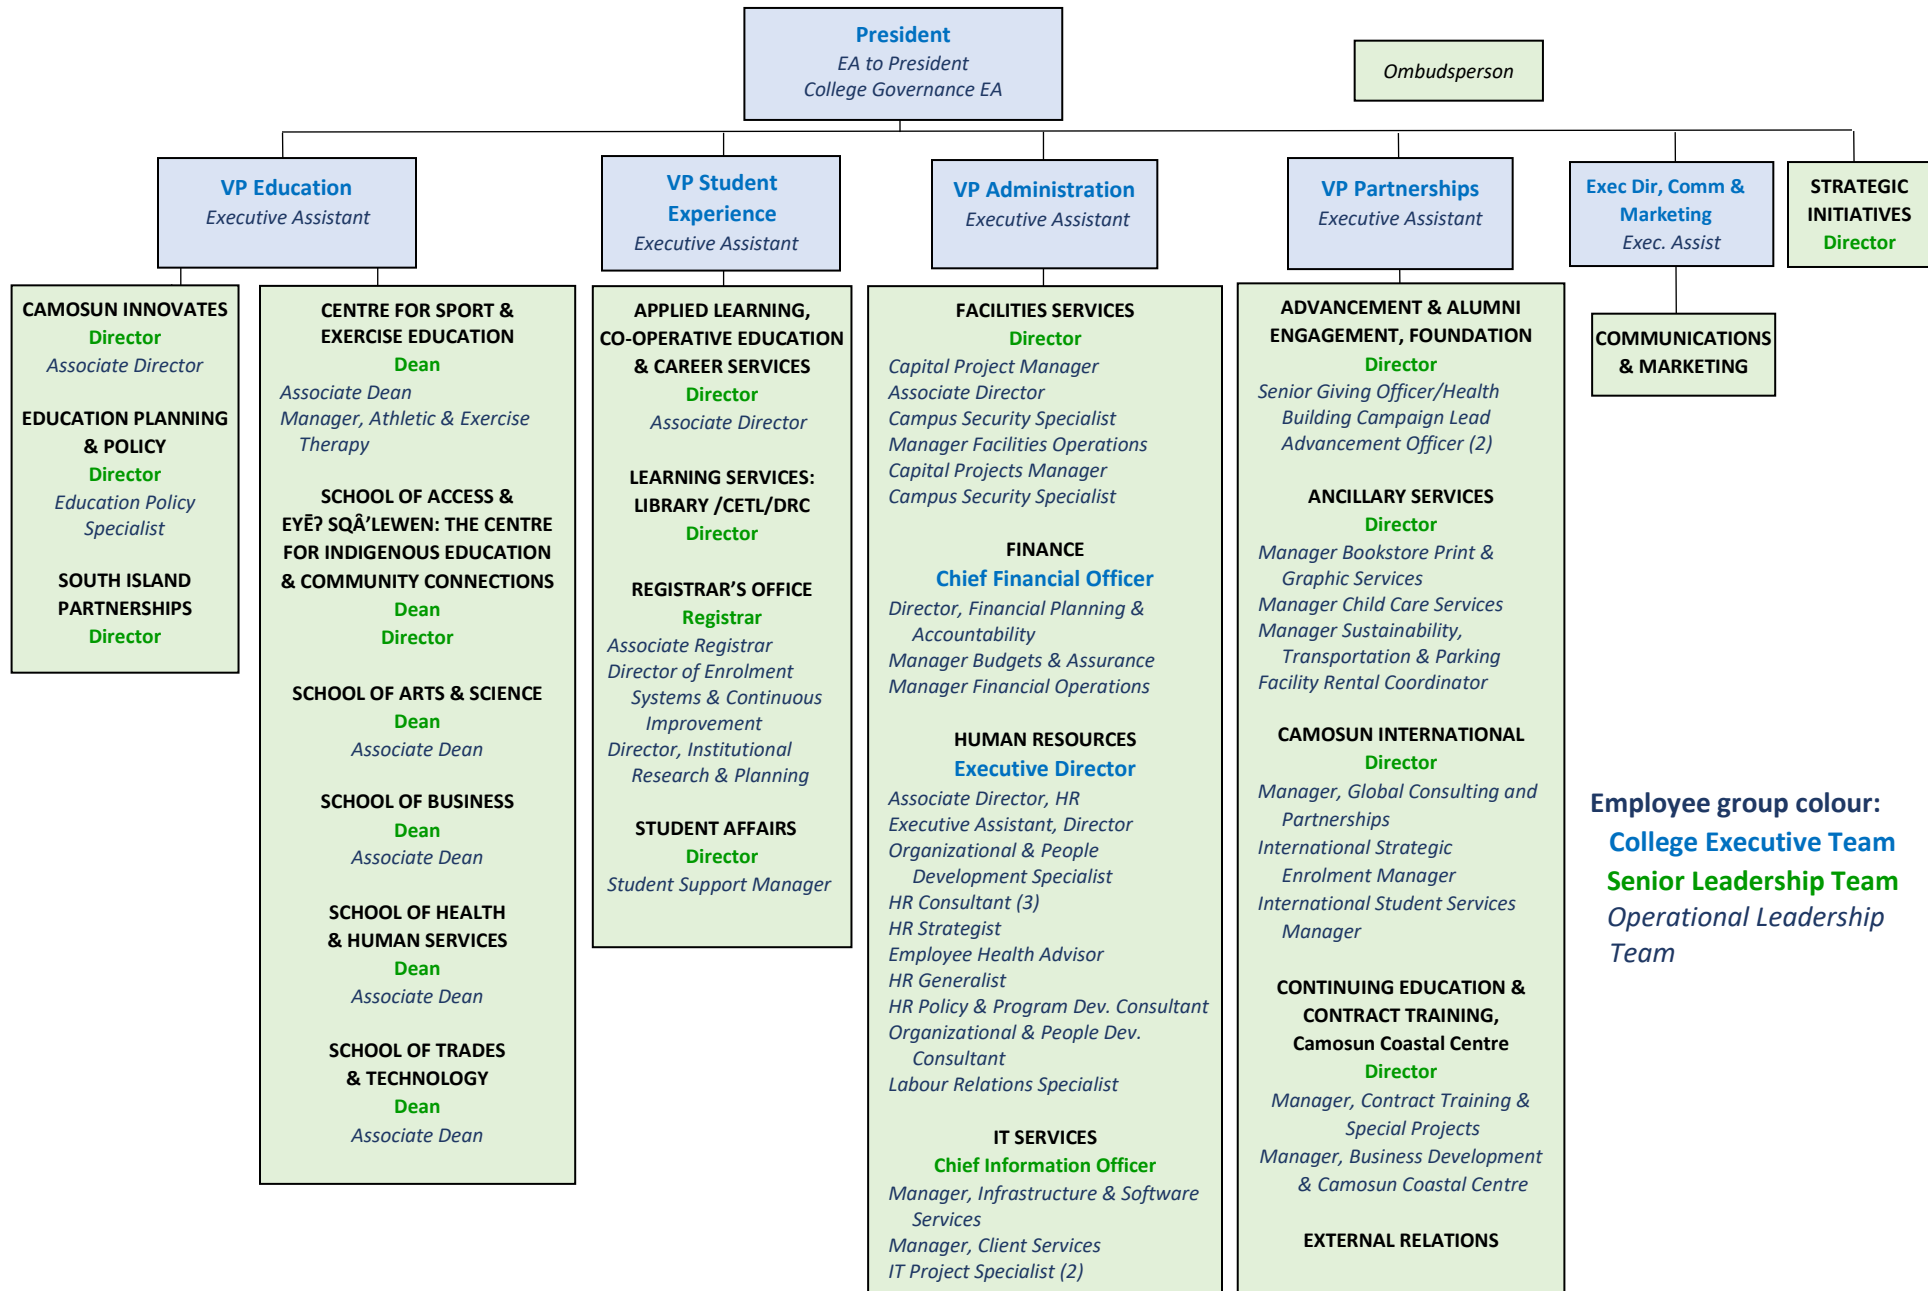 President
EA to President
College Governance EA
Ombudsperson
VP Education
Executive Assistant
VP Student
Experience
Executive Assistant
VP Administration
Executive Assistant
VP Partnerships
Executive Assistant
Exec Dir, Comm &
Marketing
Exec. Assist
STRATEGIC
INITIATIVES
Director
CAMOSUN INNOVATES
Director
Associate Director
EDUCATION PLANNING
& POLICY
Director
Education Policy
Specialist
SOUTH ISLAND
PARTNERSHIPS
Director
CENTRE FOR SPORT &
EXERCISE EDUCATION
Dean
Associate Dean
Manager, Athletic & Exercise
Therapy
SCHOOL OF ACCESS &
EYĒɁ SQÂ’LEWEN: THE CENTRE
FOR INDIGENOUS EDUCATION
& COMMUNITY CONNECTIONS
Dean
Director
SCHOOL OF ARTS & SCIENCE
Dean
Associate Dean
SCHOOL OF BUSINESS
Dean
Associate Dean
SCHOOL OF HEALTH
& HUMAN SERVICES
Dean
Associate Dean
SCHOOL OF TRADES
& TECHNOLOGY
Dean
Associate Dean
APPLIED LEARNING,
CO-OPERATIVE EDUCATION
& CAREER SERVICES
Director
Associate Director
LEARNING SERVICES:
LIBRARY /CETL/DRC
Director
REGISTRAR’S OFFICE
Registrar
Associate Registrar
Director of Enrolment
Systems & Continuous
Improvement
Director, Institutional
Research & Planning
STUDENT AFFAIRS
Director
Student Support Manager
FACILITIES SERVICES
Director
Capital Project Manager
Associate Director
Campus Security Specialist
Manager Facilities Operations
Capital Projects Manager
Campus Security Specialist
FINANCE
Chief Financial Officer
Director, Financial Planning &
Accountability
Manager Budgets & Assurance
Manager Financial Operations
HUMAN RESOURCES
Executive Director
Associate Director, HR
Executive Assistant, Director
Organizational & People
Development Specialist
HR Consultant (3)
HR Strategist
Employee Health Advisor
HR Generalist
HR Policy & Program Dev. Consultant
Organizational & People Dev.
Consultant
Labour Relations Specialist
IT SERVICES
Chief Information Officer
Manager, Infrastructure & Software
Services
Manager, Client Services
IT Project Specialist (2)
ADVANCEMENT & ALUMNI
ENGAGEMENT, FOUNDATION
Director
Senior Giving Officer/Health
Building Campaign Lead
Advancement Officer (2)
ANCILLARY SERVICES
Director
Manager Bookstore Print &
Graphic Services
Manager Child Care Services
Manager Sustainability,
Transportation & Parking
Facility Rental Coordinator
CAMOSUN INTERNATIONAL
Director
Manager, Global Consulting and
Partnerships
International Strategic
Enrolment Manager
International Student Services
Manager
CONTINUING EDUCATION &
CONTRACT TRAINING,
Camosun Coastal Centre
Director
Manager, Contract Training &
Special Projects
Manager, Business Development
& Camosun Coastal Centre
EXTERNAL RELATIONS
COMMUNICATIONS
& MARKETING
Employee group colour:
College Executive Team
Senior Leadership Team
Operational Leadership
Team